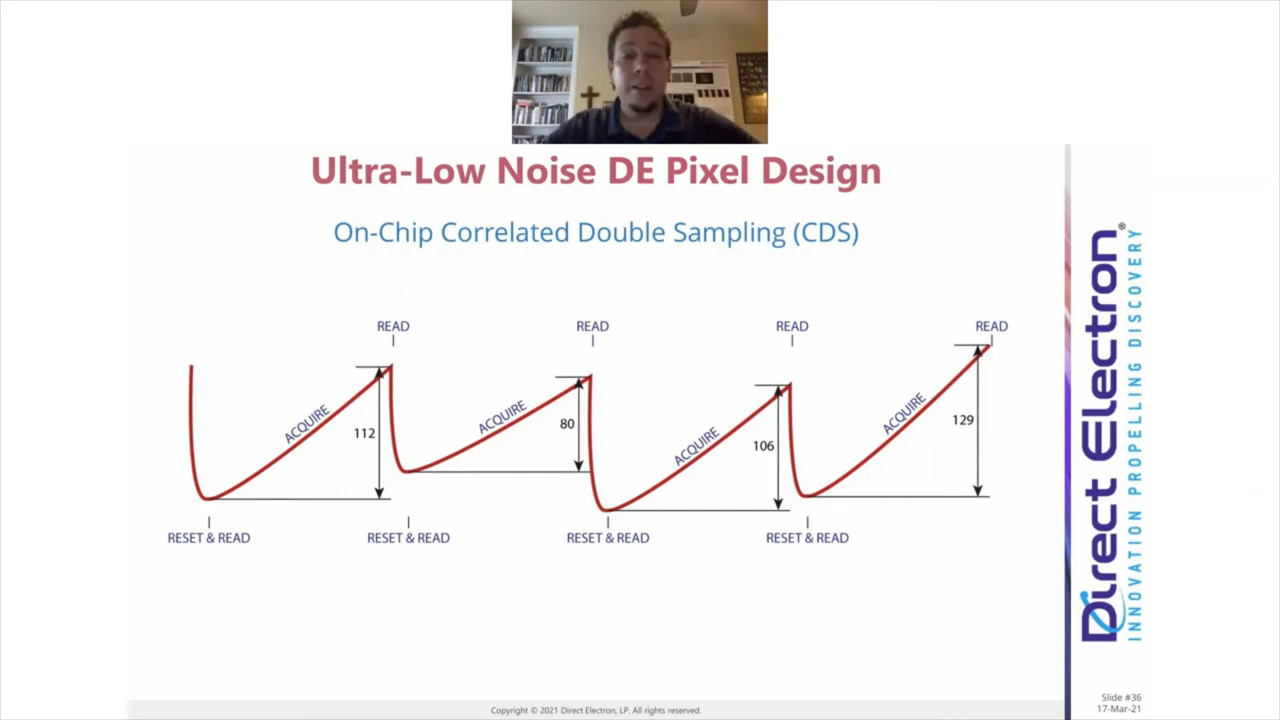 Ultra-Low Noise DE Pixel Design
On-Chip Correlated Double Sampling (CDS)
READ
READ
READ
READ
ACQUIRE
112
ACQUIRE
80
ACQUIRE
106
ACQUIRE
129
RESET & READ
RESET & READ
RESET & READ
RESET & READ
Direct Electron®
INNOVATION PROPELLING DISCOVERY
Slide #36
17-Mar-21
Copyright © 2021 Direct Electron, LP. All rights reserved.